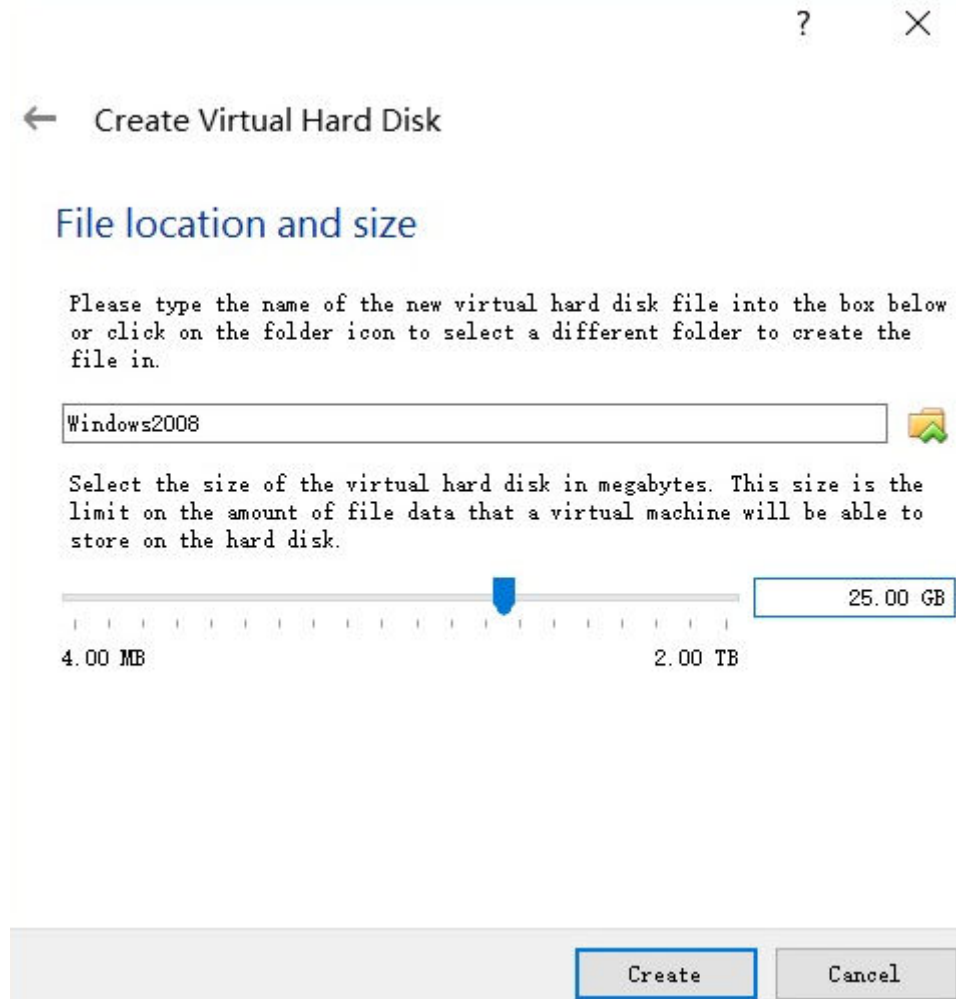 ?
Create Virtual Hard Disk
File location and size
Please type the name of the new virtual hard disk file into the box below
or click on the folder icon to select a different folder to create the
file in.
Windows2008
Select the size of the virtual hard disk in megabytes. This size is the
limit on the amount of file data that a virtual machine will be able to
store on the hard disk.
25.00 GB
4.00 MB
2.00 TB
Create
Cancel